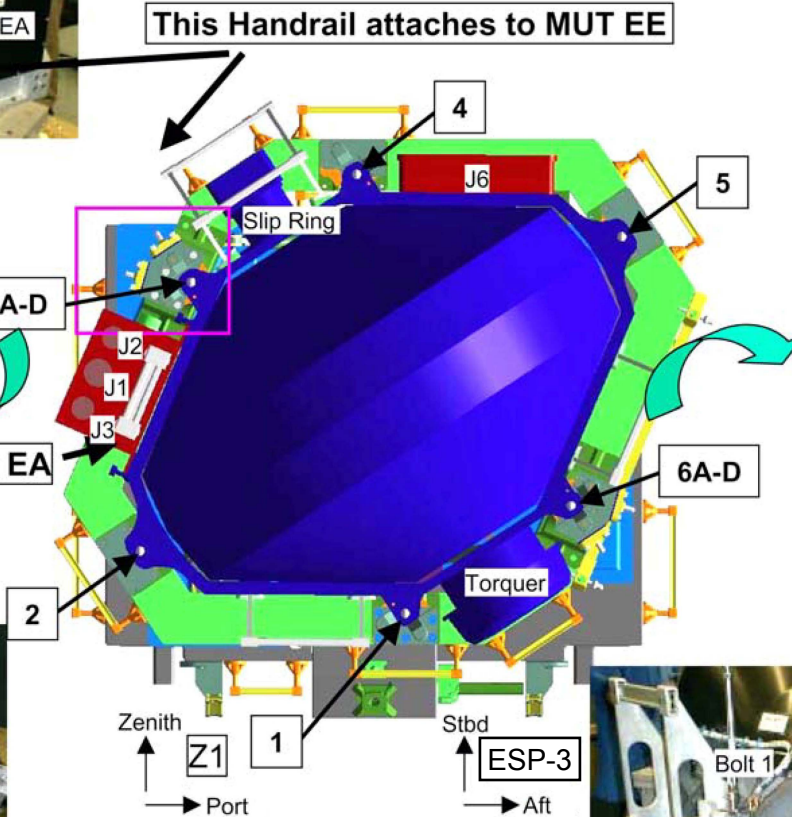 EA
This Handrail attaches to MUT EE
4
J6
5
Slip Ring
A-D
J2
J1
J3
EA
6A-D
2
Torquer
1
Zenith
Z1
Port
Stbd
ESP-3
Aft
Bolt 1